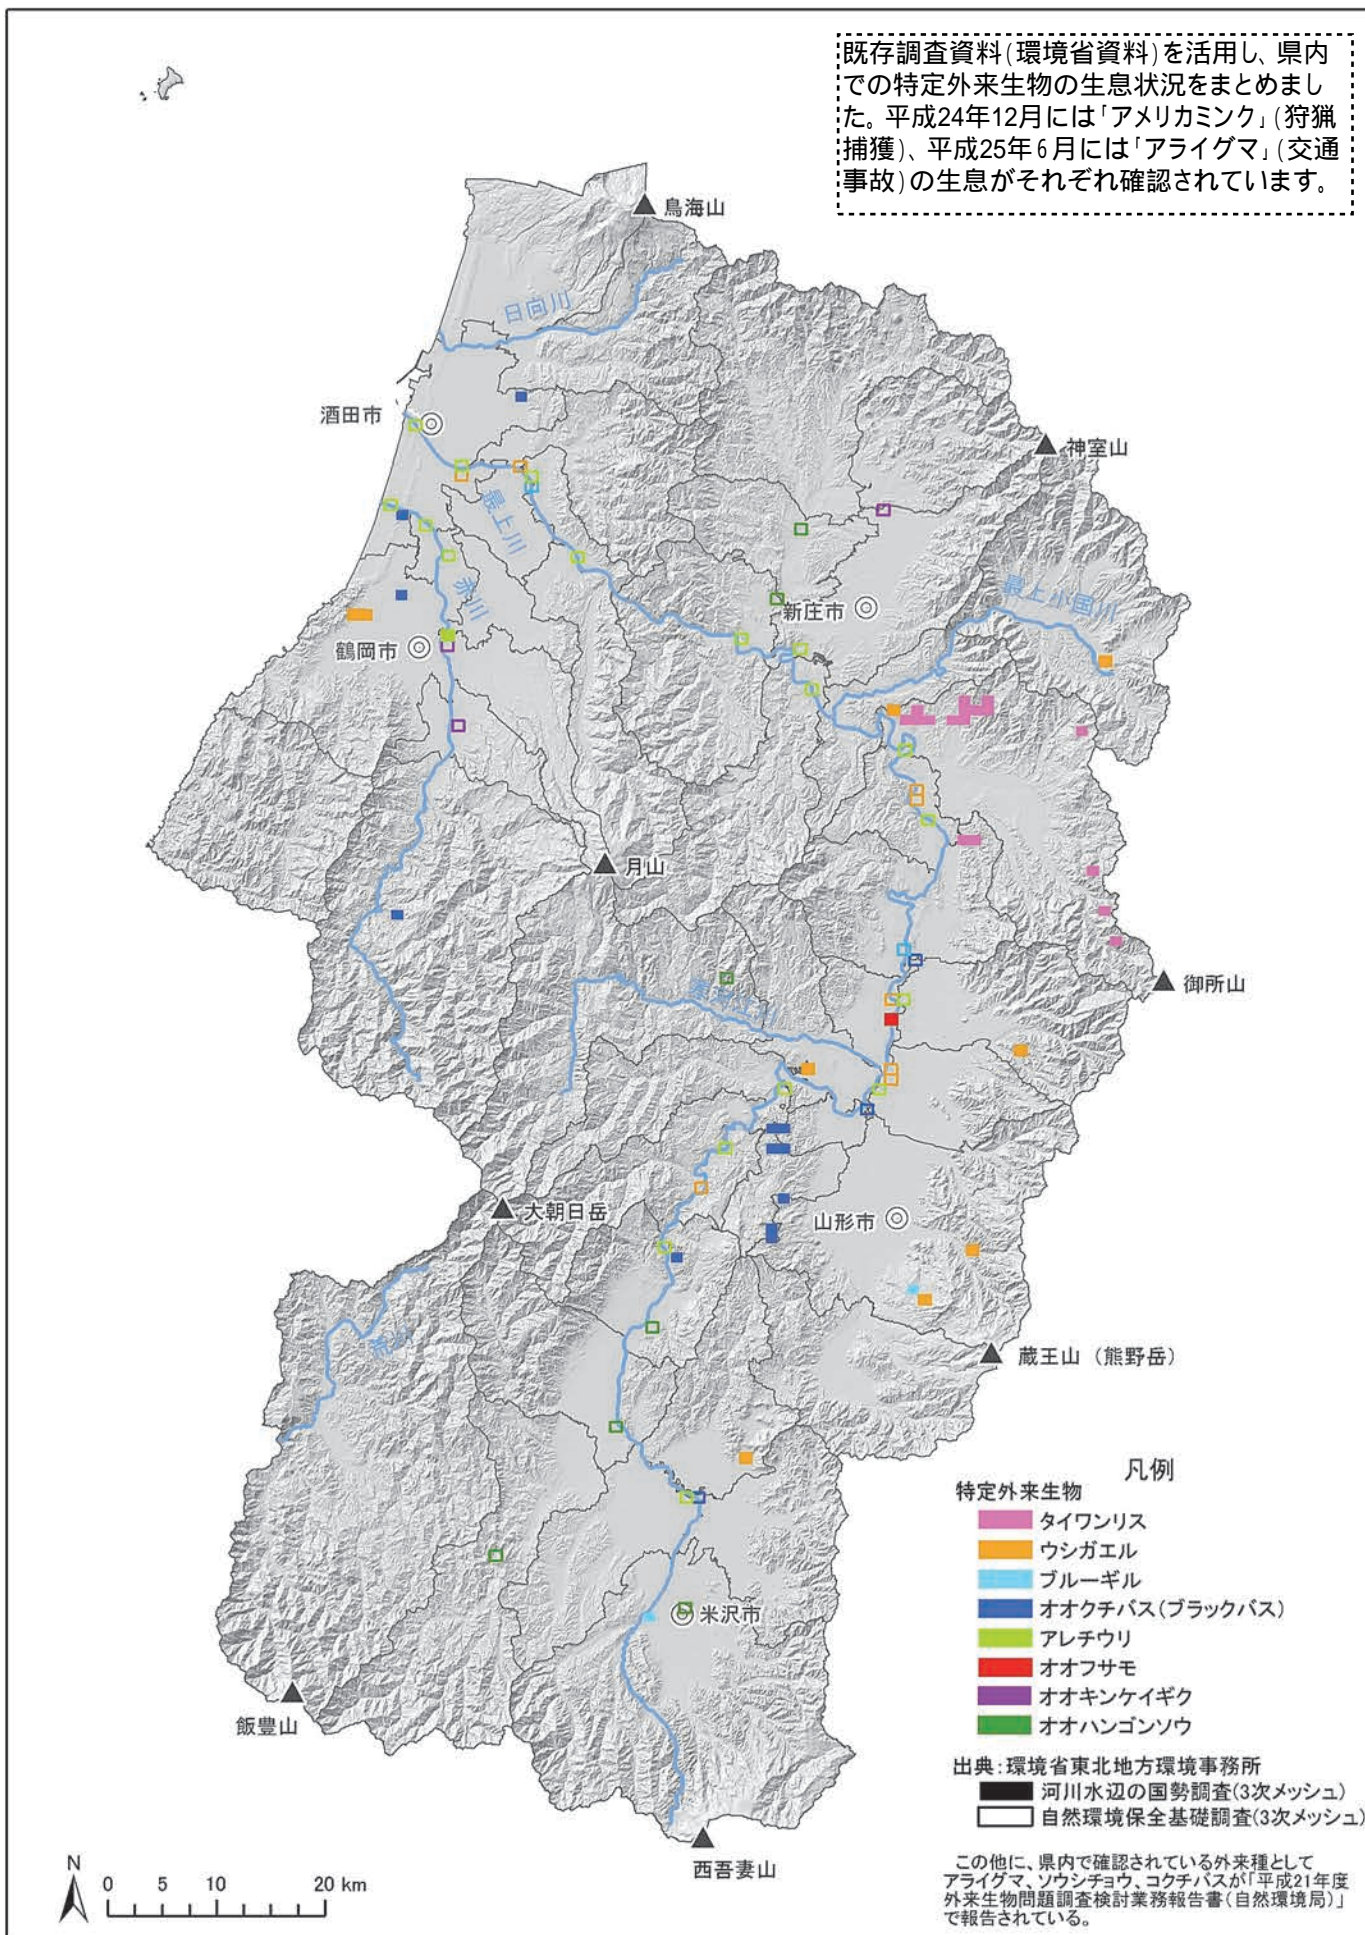 既存調査資料(環境省資料)を活用し、県内
での特定外来生物の生息状況をまとめまし
た。平成24年12月には「アメリカミンク」(狩猟
捕獲)、平成25年6月には「アライグマ」(交通
事故)の生息がそれぞれ確認されています。
鳥海山
日向川
酒田市
神室山
最上川
赤川
最上小国川
新庄市
鶴岡市
月山
御所山
寒河江川
大朝日岳
山形市
荒川
蔵王山 (熊野岳)
米沢市
飯豊山
西吾妻山
凡例
特定外来生物
タイワンリス
ウシガエル
ブルーギル
オオクチバス(ブラックバス)
アレチウリ
オオフサモ
オオキンケイギク
オオハンゴンソウ
出典:環境省東北地方環境事務所
河川水辺の国勢調査(3次メッシュ)
自然環境保全基礎調査(3次メッシュ)
この他に、県内で確認されている外来種として
アライグマ、ソウシチョウ、コクチバスが「平成21年度
外来生物問題調査検討業務報告書(自然環境局)」
で報告されている。
N
0 5 10 20 km